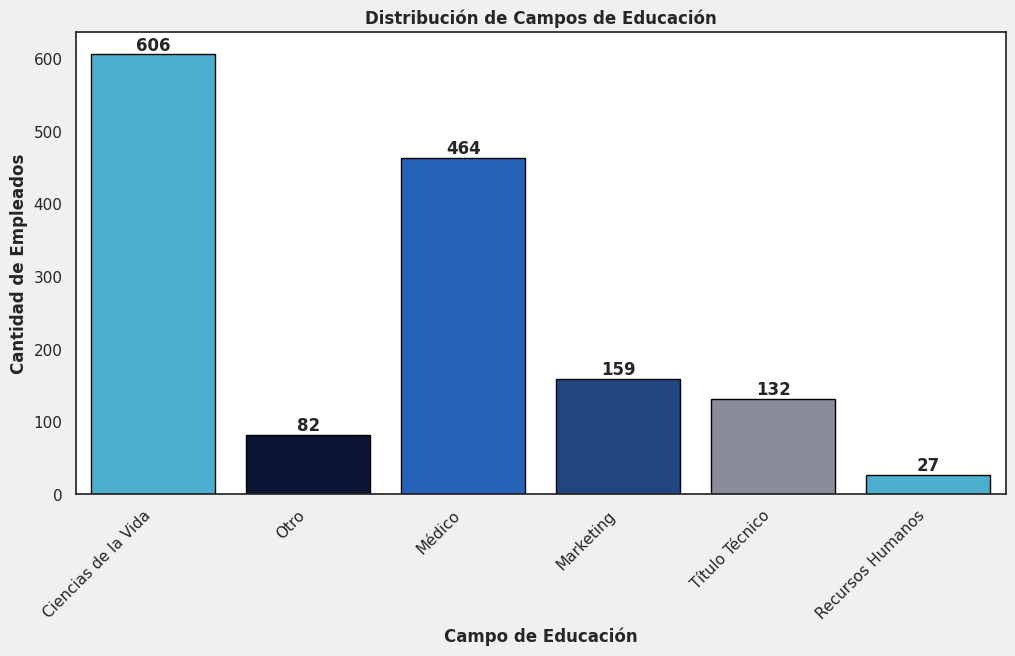 Distribución de Campos de Educación
Cantidad de Empleados
600
500
400
300
200
100
0
606
82
464
159
132
27
Ciencias de la Vida
Otro
Médico
Marketing
Título Técnico
Recursos Humanos
Campo de Educación